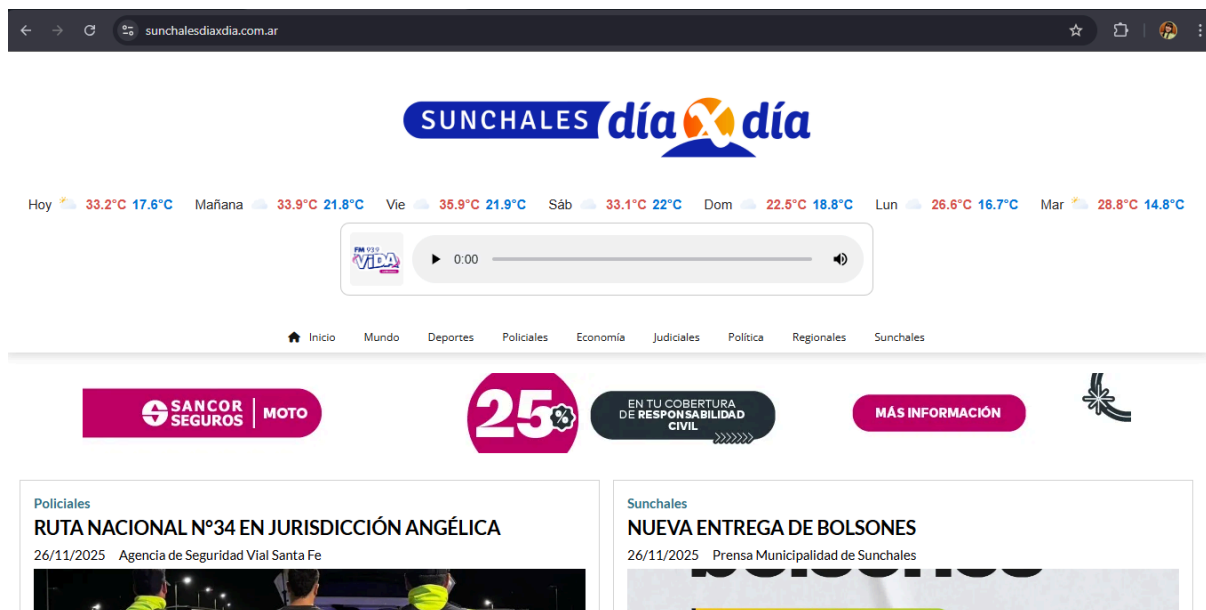 sunchalesdiaxdia.com.ar
SUNCHALES día x día
Hoy 33.2°C 17.6°C Mañana 33.9°C 21.8°C Vie 35.9°C 21.9°C Sáb 33.1°C 22°C Dom 22.5°C 18.8°C Lun 26.6°C 16.7°C Mar 28.8°C 14.8°C
FM 93.9
ViDA
0:00
Inicio Mundo Deportes Policiales Economía Judiciales Política Regionales Sunchales
SANCOR
SEGUROS
MOTO
25%
EN TU COBERTURA
DE RESPONSABILIDAD
CIVIL
MÁS INFORMACIÓN
Policiales
RUTA NACIONAL N°34 EN JURISDICCIÓN ANGÉLICA
26/11/2025 Agencia de Seguridad Vial Santa Fe
Sunchales
NUEVA ENTREGA DE BOLSONES
26/11/2025 Prensa Municipalidad de Sunchales
bolsones